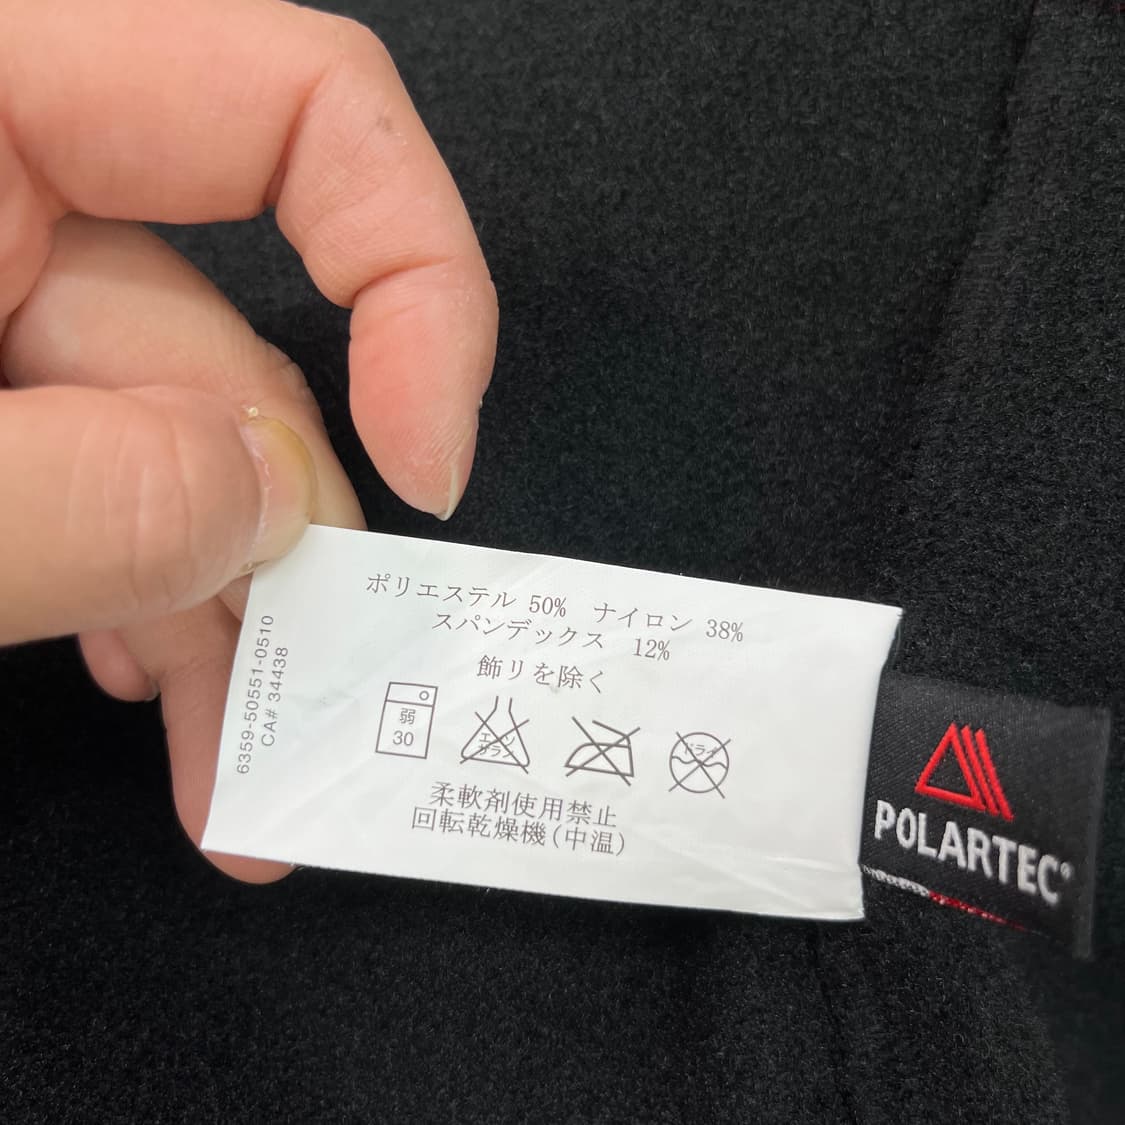 ポリエステル 50% ナイロン 38%
スパンデックス 12%
飾りを除く
弱
30
エンソ
サラシ
ドライ
柔軟剤使用禁止
回転乾燥機(中温)
6359-50551-0510
CA# 34438
POLARTEC®